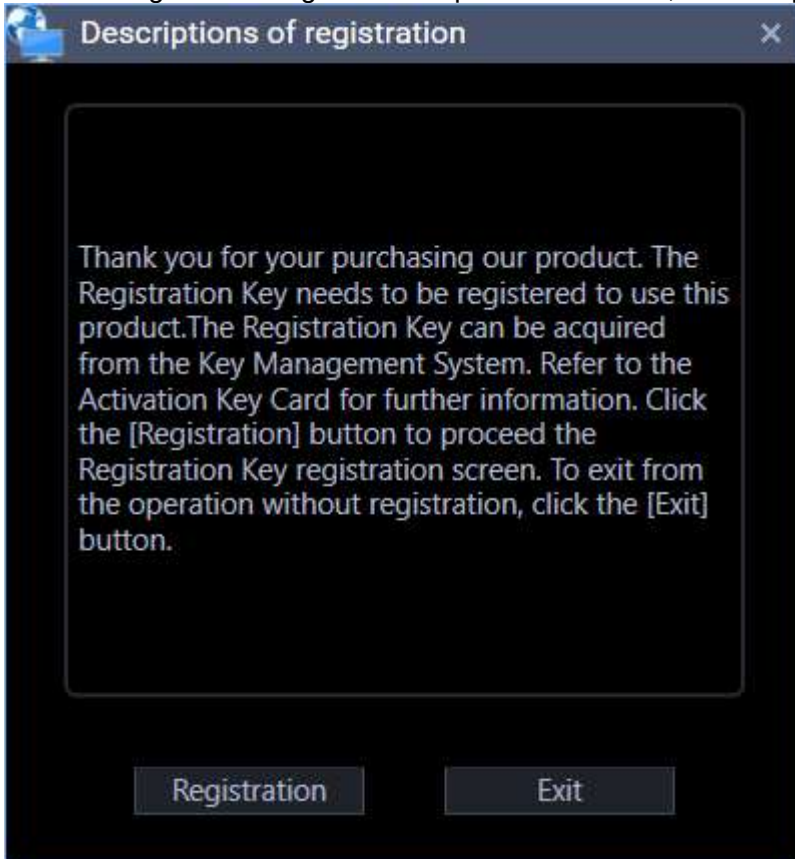 Descriptions of registration
Thank you for your purchasing our product. The
Registration Key needs to be registered to use this
product.The Registration Key can be acquired
from the Key Management System. Refer to the
Activation Key Card for further information. Click
the [Registration] button to proceed the
Registration Key registration screen. To exit from
the operation without registration, click the [Exit]
button.
Registration
Exit